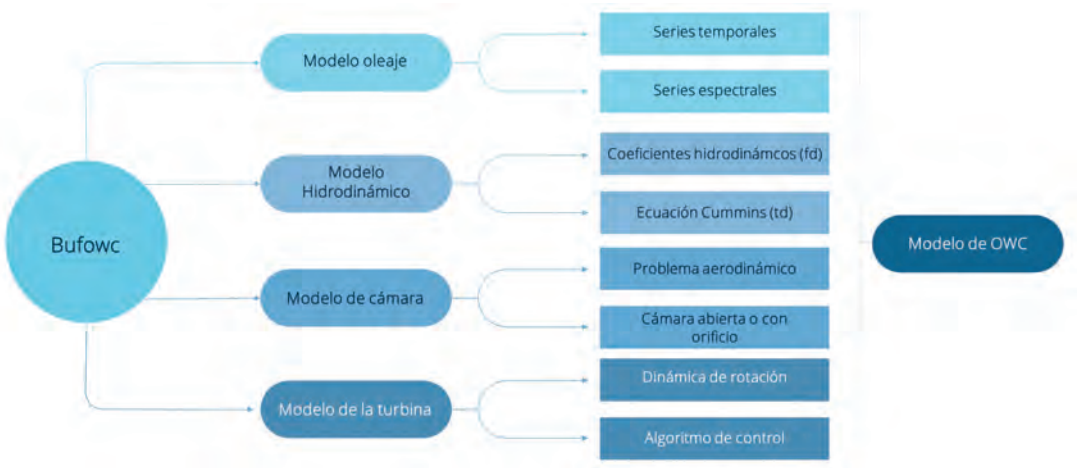 Bufowc
Modelo oleaje
Series temporales
Series espectrales
Modelo
Hidrodinámico
Coeficientes hidrodinámcos (fd)
Ecuación Cummins (td)
Modelo de cámara
Problema aerodinámico
Cámara abierta o con
orificio
Modelo de la turbina
Dinámica de rotación
Algoritmo de control
Modelo de OWC